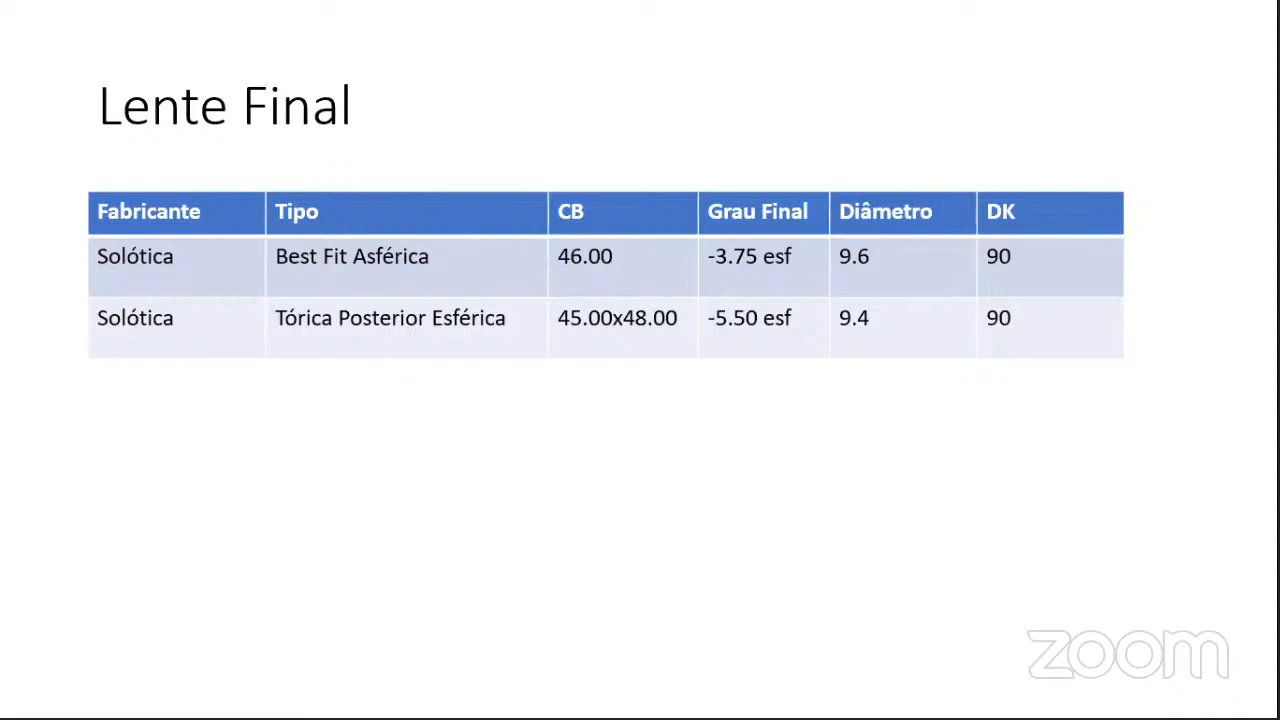 Lente Final
Fabricante Tipo CB Grau Final Diâmetro DK
Solótica Best Fit Asférica 46.00 -3.75 esf 9.6 90
Solótica Tórica Posterior Esférica 45.00x48.00 -5.50 esf 9.4 90
zoom